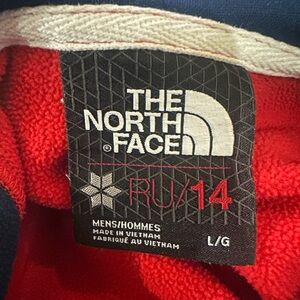 THE
NORTH
FACE
®
RU/14
MENS/HOMMES
MADE IN VIETNAM
FABRIQUÉ AU VIETNAM
L/G